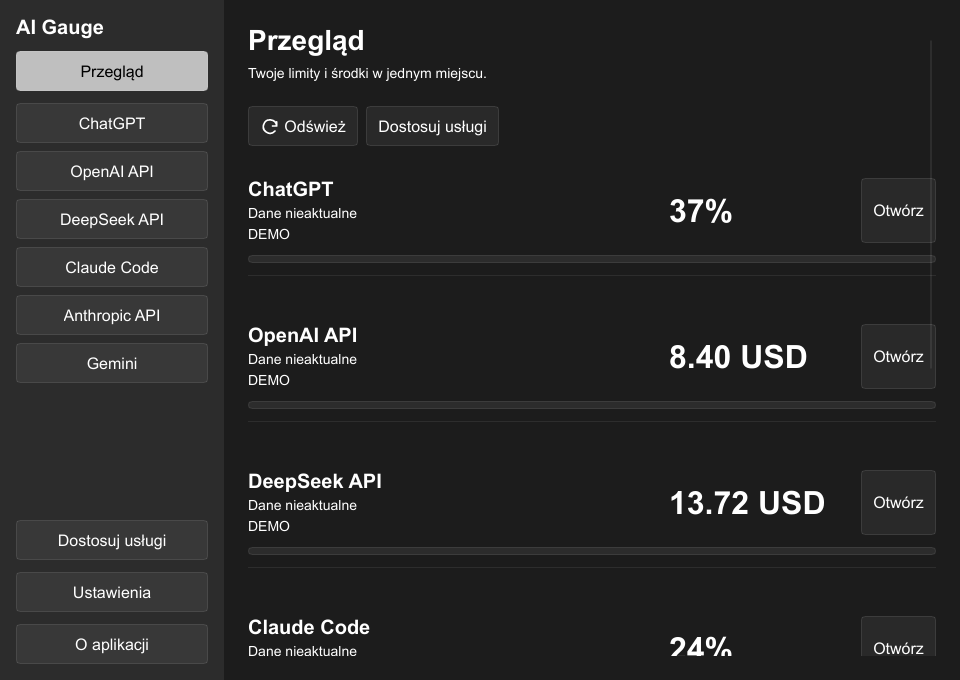 AI Gauge
Przegląd
ChatGPT
OpenAI API
DeepSeek API
Claude Code
Anthropic API
Gemini
Dostosuj usługi
Ustawienia
O aplikacji
Przegląd
Twoje limity i środki w jednym miejscu.
Odśwież
Dostosuj usługi
ChatGPT
Dane nieaktualne
DEMO
37%
Otwórz
OpenAI API
Dane nieaktualne
DEMO
8.40 USD
Otwórz
DeepSeek API
Dane nieaktualne
DEMO
13.72 USD
Otwórz
Claude Code
Dane nieaktualne
24%
Otwórz